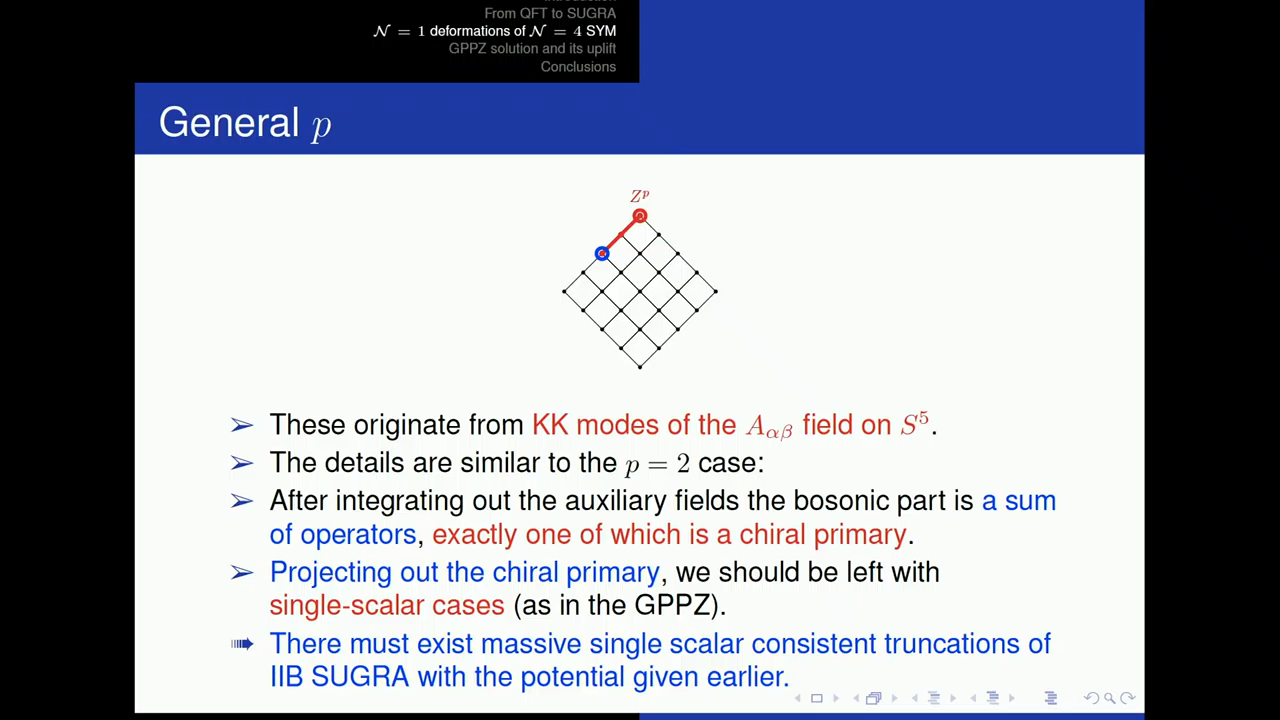 Introduction
From QFT to SUGRA
𝒩 = 1 deformations of 𝒩 = 4 SYM
GPPZ solution and its uplift
Conclusions
General p
Z^p
➢ These originate from KK modes of the A_{αβ} field on S^5.
➢ The details are similar to the p = 2 case:
➢ After integrating out the auxiliary fields the bosonic part is a sum
of operators, exactly one of which is a chiral primary.
➢ Projecting out the chiral primary, we should be left with
single-scalar cases (as in the GPPZ).
There must exist massive single scalar consistent truncations of
IIB SUGRA with the potential given earlier.